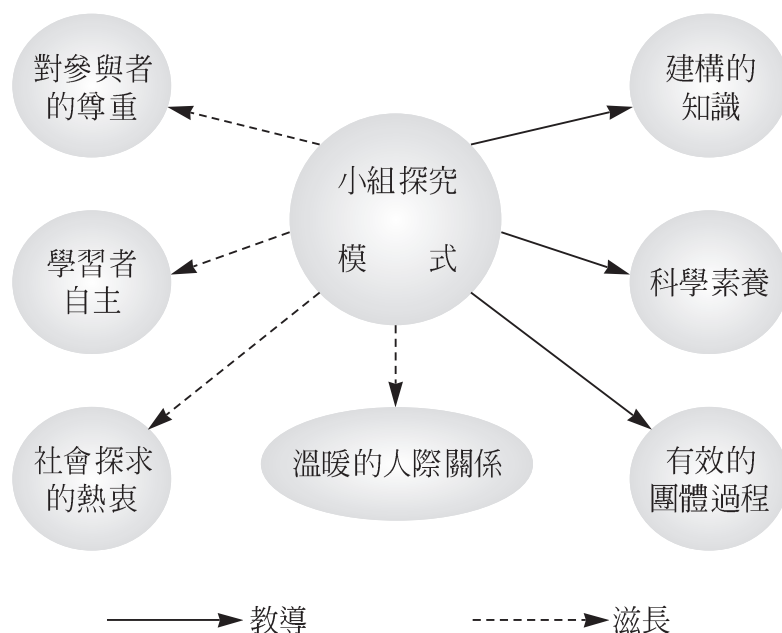 對參與者
的尊重
建構的
知識
小組探究
模 式
學習者
自主
科學素養
社會探求
的熱衷
溫暖的人際關係
有效的
團體過程
教導
滋長